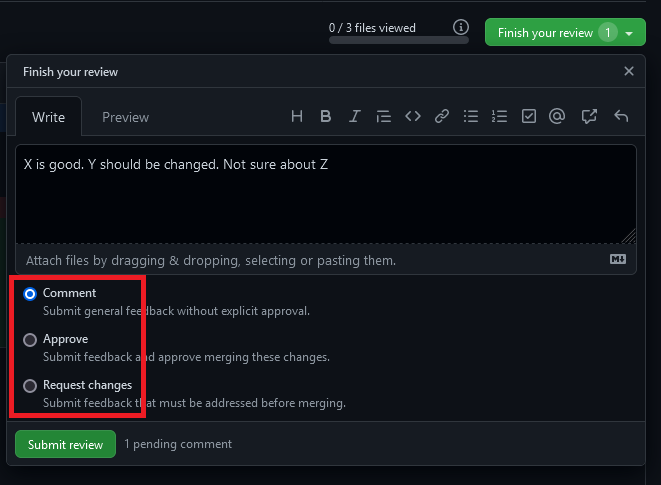 0 / 3 files viewed
Finish your review 1
Finish your review
Write Preview
X is good. Y should be changed. Not sure about Z
Attach files by dragging & dropping, selecting or pasting them.
Comment
Submit general feedback without explicit approval.
Approve
Submit feedback and approve merging these changes.
Request changes
Submit feedback that must be addressed before merging.
Submit review 1 pending comment